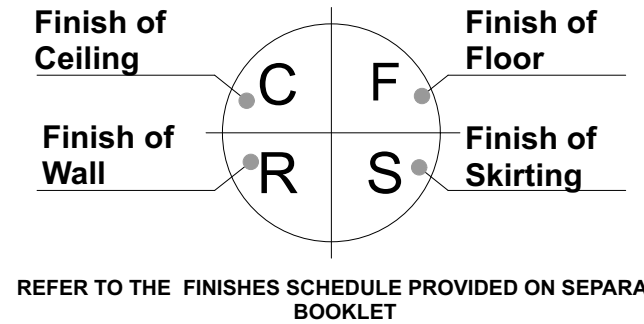 Finish of
Ceiling
C
F
Finish of
Floor
Finish of
Wall
R
S
Finish of
Skirting
REFER TO THE FINISHES SCHEDULE PROVIDED ON SEPARA
BOOKLET